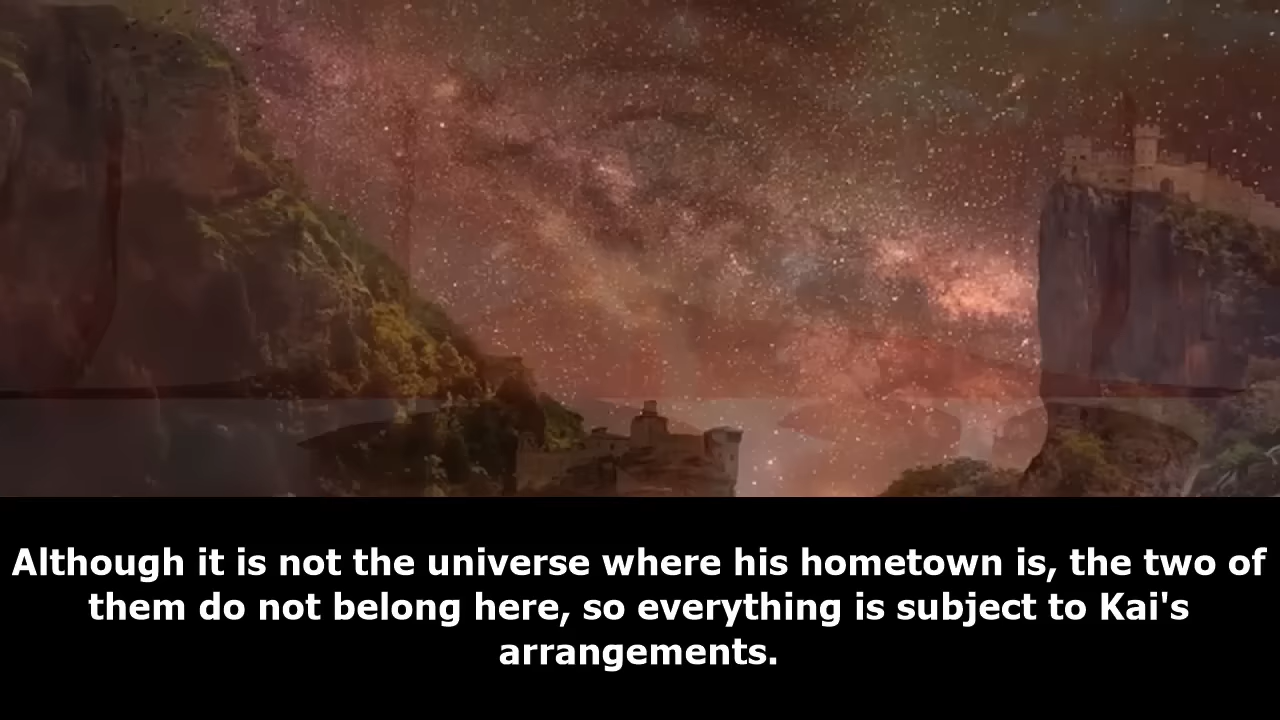 Although it is not the universe where his hometown is, the two of
them do not belong here, so everything is subject to Kai's
arrangements.